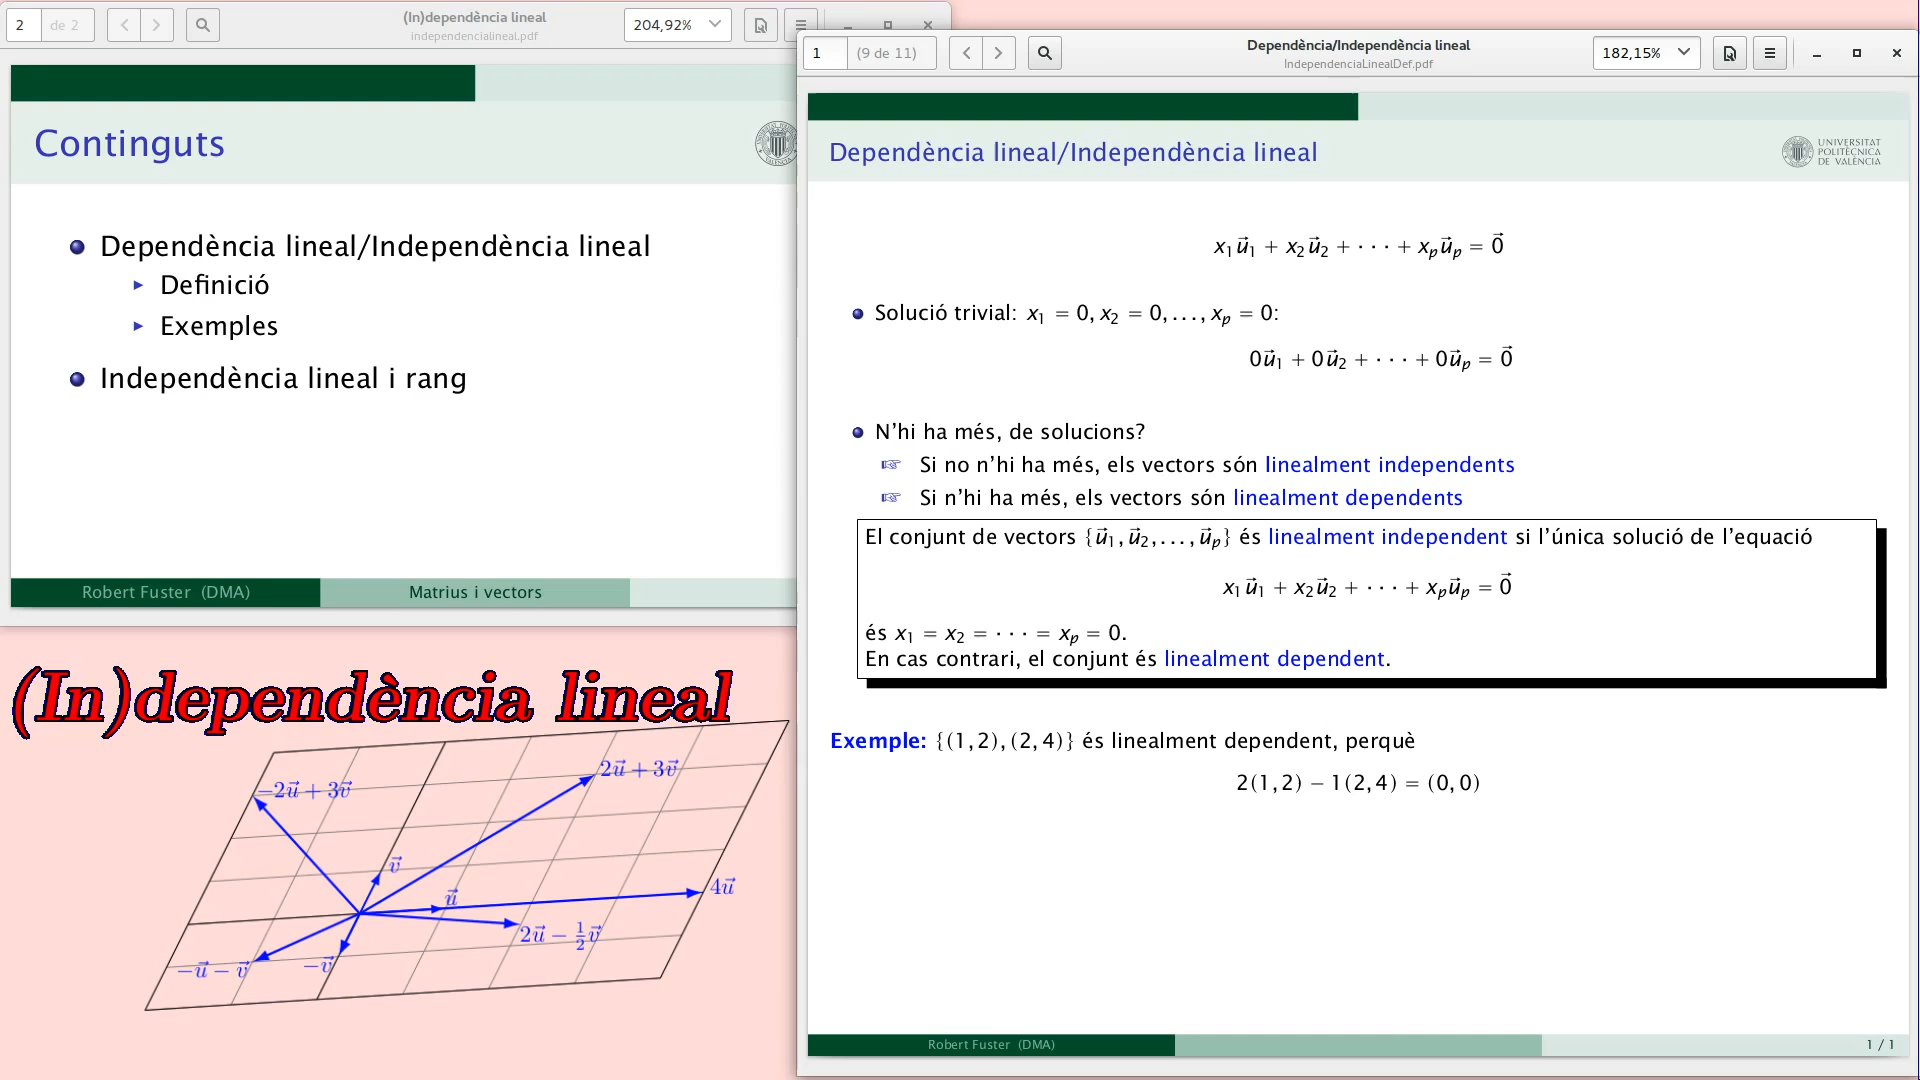 2 de 2
(In)dependència lineal
independencialineal.pdf
204,92%
Continguts
Dependència lineal/Independència lineal
Definició
Exemples
Independència lineal i rang
Robert Fuster (DMA)
Matrius i vectors
(In)dependència lineal
−2u⃗ + 3v⃗
2u⃗ + 3v⃗
v⃗
u⃗
4u⃗
2u⃗ − ½v⃗
−u⃗ − v⃗
−v⃗
1 (9 de 11)
Dependència/Independència lineal
IndependenciaLinealDef.pdf
182,15%
Dependència lineal/Independència lineal
UNIVERSITAT
POLITÈCNICA
DE VALÈNCIA
x₁u⃗₁ + x₂u⃗₂ + · · · + xₚu⃗ₚ = 0⃗
Solució trivial: x₁ = 0, x₂ = 0, . . . , xₚ = 0:
0u⃗₁ + 0u⃗₂ + · · · + 0u⃗ₚ = 0⃗
N'hi ha més, de solucions?
Si no n'hi ha més, els vectors són linealment independents
Si n'hi ha més, els vectors són linealment dependents
El conjunt de vectors {u⃗₁, u⃗₂, . . . , u⃗ₚ} és linealment independent si l'única solució de l'equació
x₁u⃗₁ + x₂u⃗₂ + · · · + xₚu⃗ₚ = 0⃗
és x₁ = x₂ = · · · = xₚ = 0.
En cas contrari, el conjunt és linealment dependent.
Exemple: {(1, 2), (2, 4)} és linealment dependent, perquè
2(1, 2) − 1(2, 4) = (0, 0)
Robert Fuster (DMA)
1 / 1